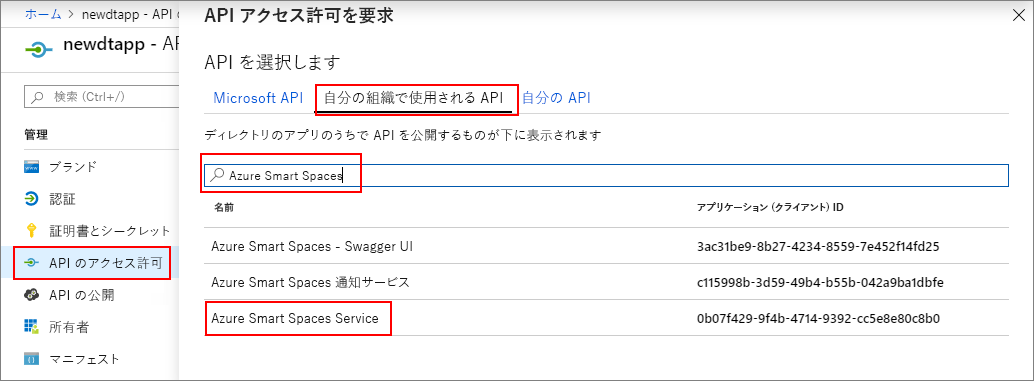 ホーム > newdtapp - API の
newdtapp - AP
検索 (Ctrl+/)
管理
ブランド
認証
証明書とシークレット
API のアクセス許可
API の公開
所有者
マニフェスト
API アクセス許可を要求
API を選択します
Microsoft API 自分の組織で使用される API 自分の API
ディレクトリのアプリのうちで API を公開するものが下に表示されます
Azure Smart Spaces
名前 アプリケーション (クライアント) ID
Azure Smart Spaces - Swagger UI 3ac31be9-8b27-4234-8559-7e452f14fd25
Azure Smart Spaces 通知サービス c115998b-3d59-49b4-b55b-042a9ba1dbfe
Azure Smart Spaces Service 0b07f429-9f4b-4714-9392-cc5e8e80c8b0